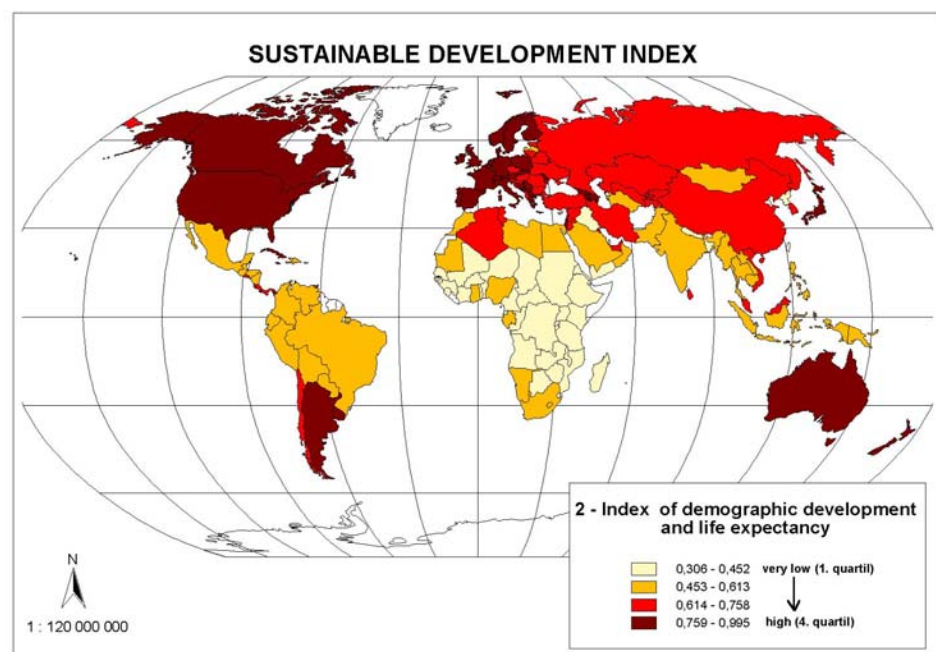 SUSTAINABLE DEVELOPMENT INDEX
2 - Index of demographic development
and life expectancy
0,306 - 0,452 very low (1. quartil)
0,453 - 0,613
0,614 - 0,758
0,759 - 0,995 high (4. quartil)
N
1 : 120 000 000